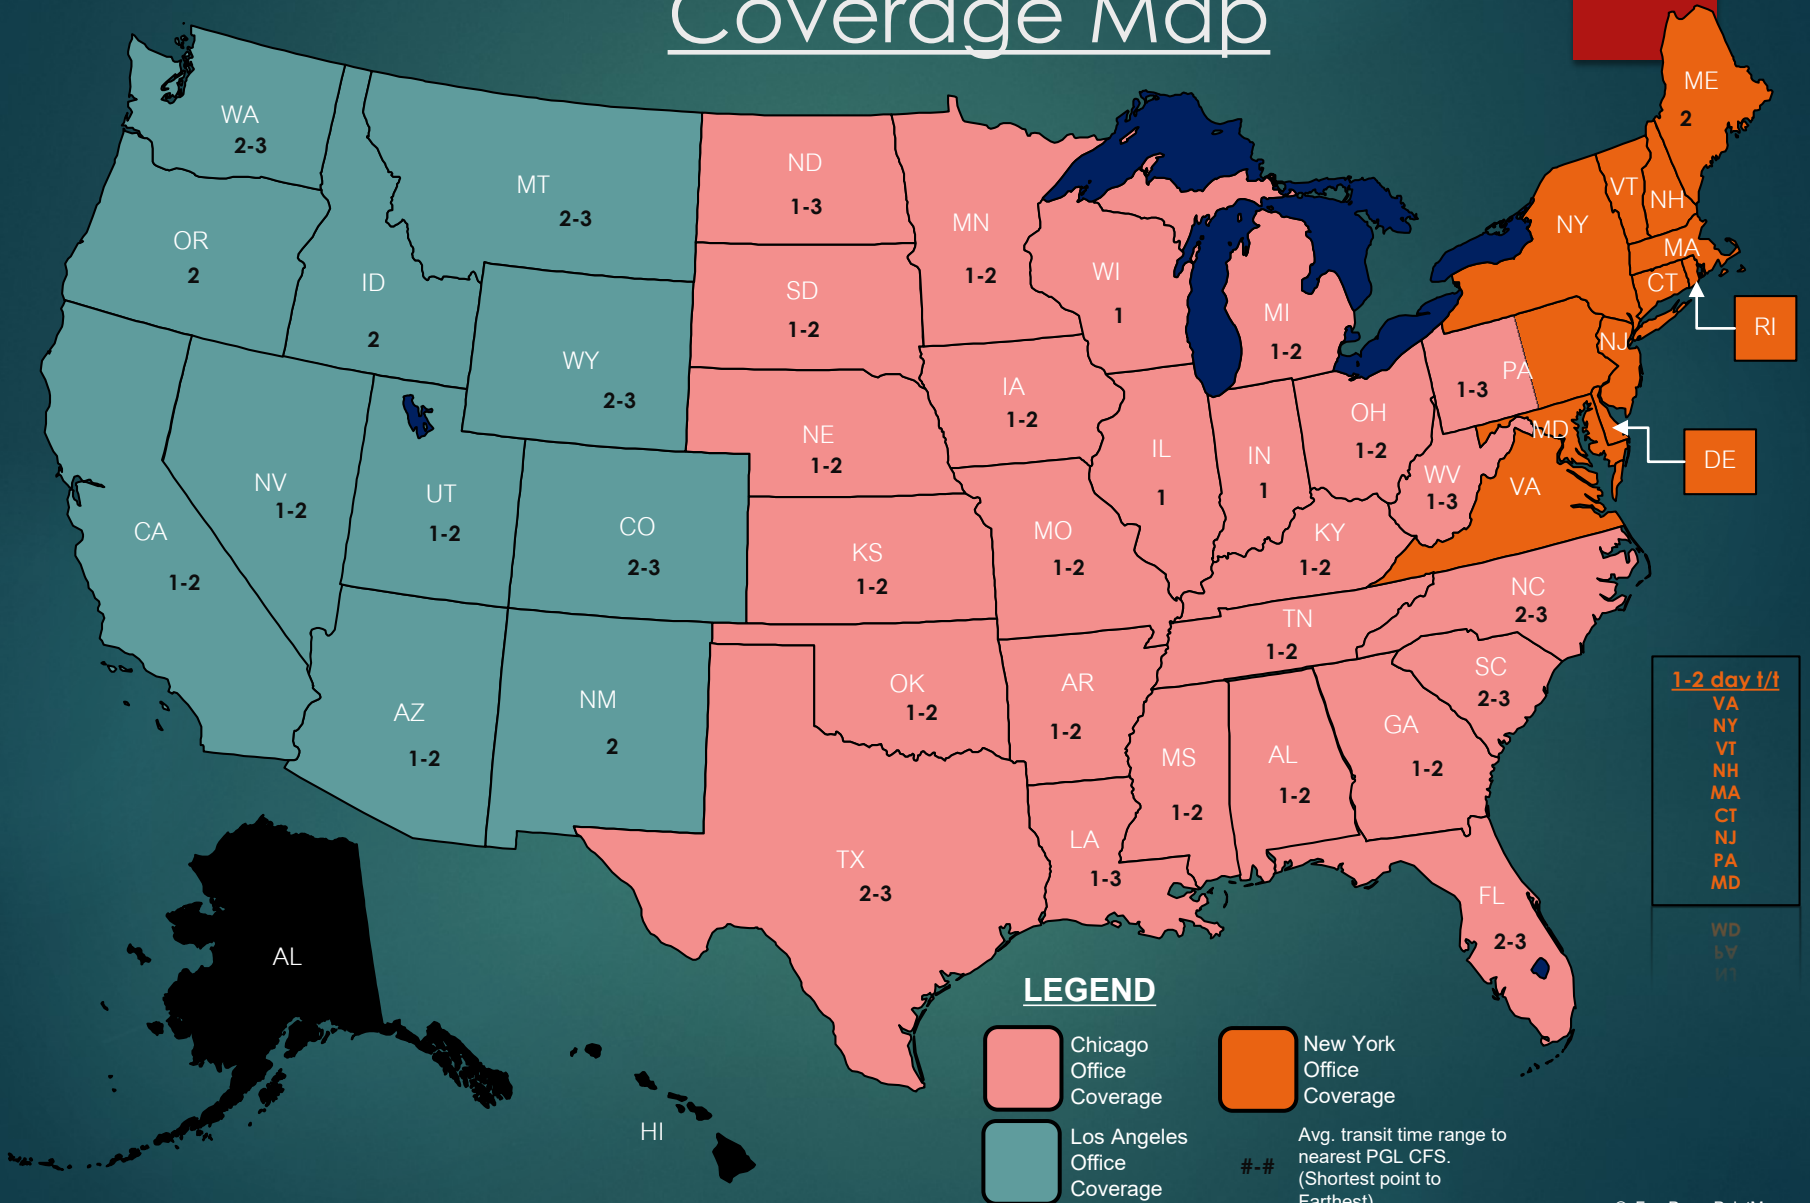 Coverage Map
ME
2
WA
2-3
ND
1-3
MT
2-3
VT
NH
MN
1-2
NY
OR
2
MA
WI
1
ID
2
CT
SD
1-2
MI
1-2
RI
NJ
WY
2-3
PA
1-3
IA
1-2
OH
1-2
MD
NE
1-2
IL
1
IN
1
DE
WV
1-3
VA
NV
1-2
UT
1-2
CO
2-3
CA
1-2
MO
1-2
KY
1-2
KS
1-2
NC
2-3
TN
1-2
SC
2-3
OK
1-2
AR
1-2
AZ
1-2
NM
2
GA
1-2
MS
1-2
AL
1-2
1-2 day t/t
VA
NY
VT
NH
MA
CT
NJ
PA
MD
LA
1-3
TX
2-3
FL
2-3
AL
HI
LEGEND
Chicago
Office
Coverage
New York
Office
Coverage
Los Angeles
Office
Coverage
#-#
Avg. transit time range to
nearest PGL CFS.
(Shortest point to
Farthest)